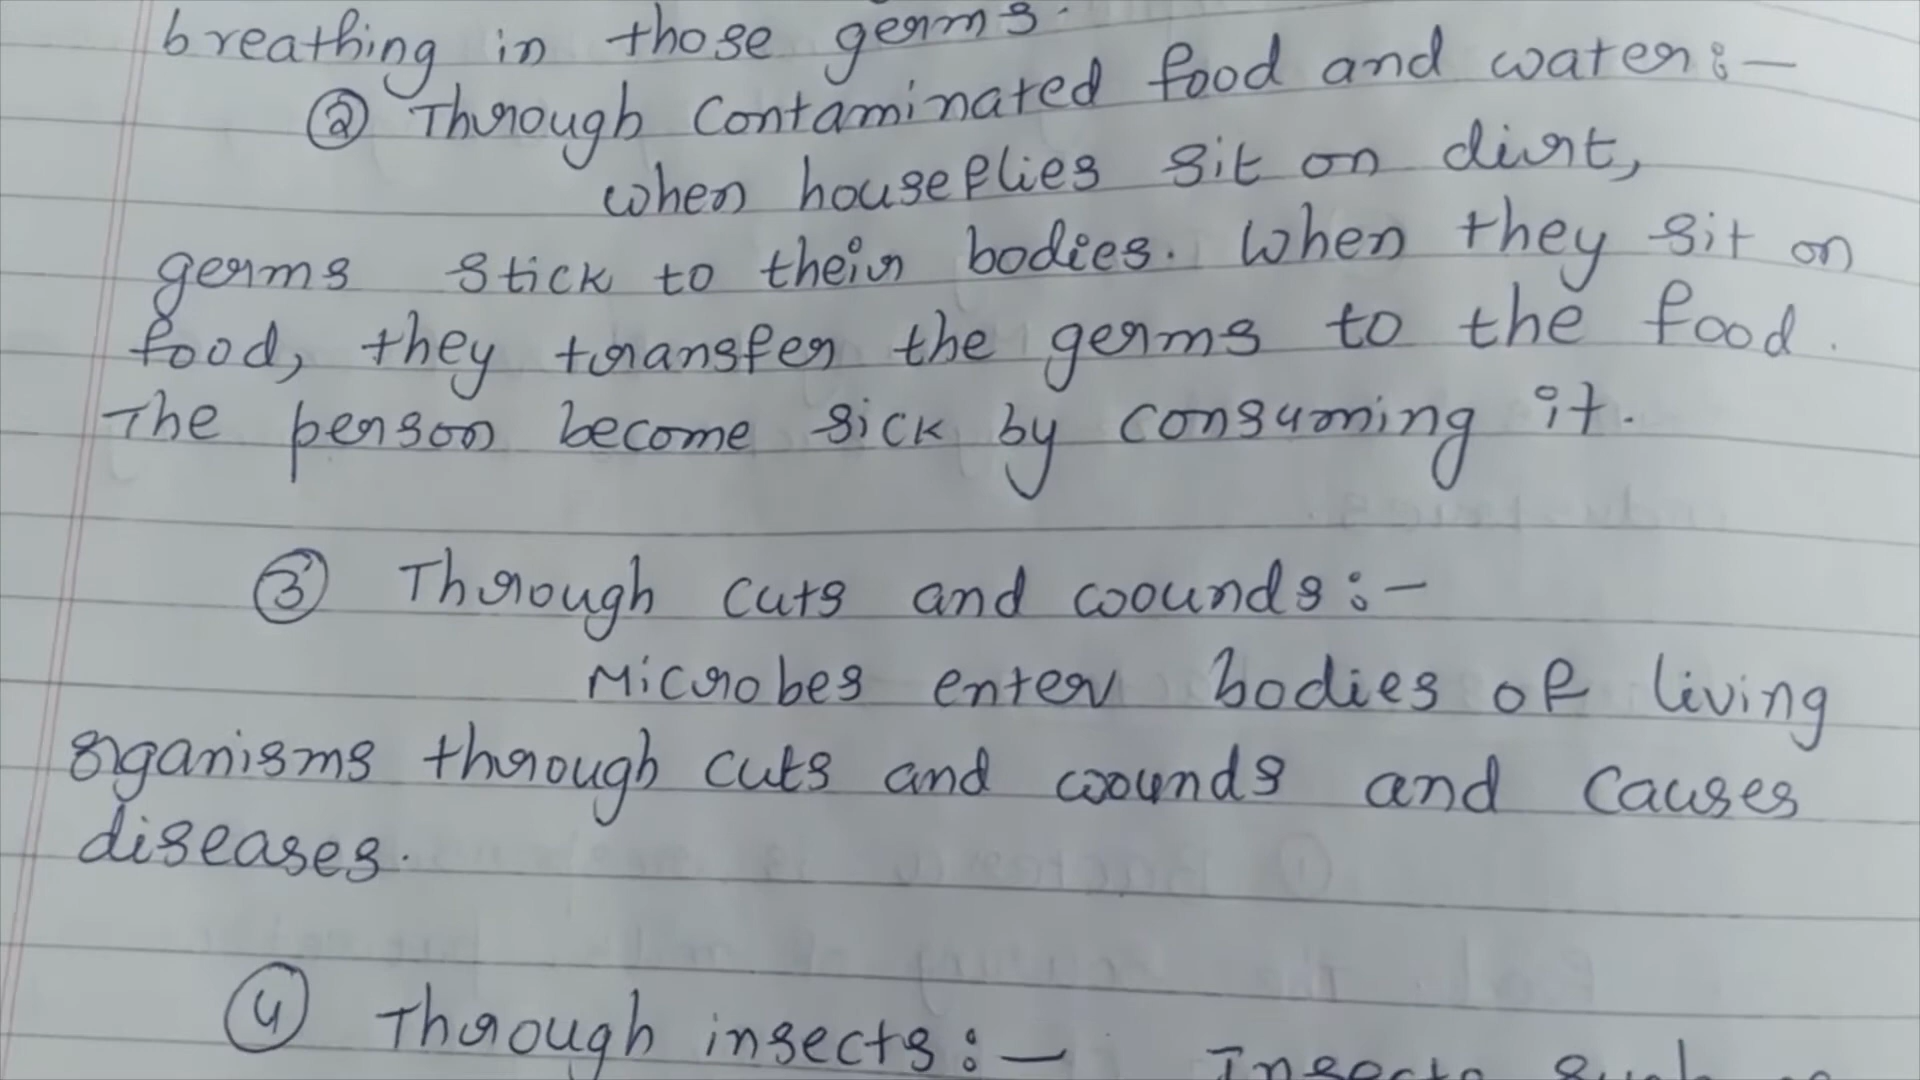 breathing in those germs.
② Through Contaminated food and water:-
When houseflies sit on dirt,
germs stick to their bodies. When they sit on
food, they transfer the germs to the food.
The person become sick by consuming it.
③ Through cuts and wounds:-
Microbes enter bodies of living
organisms through cuts and wounds and causes
diseases.
④ Through insects:- Insects such